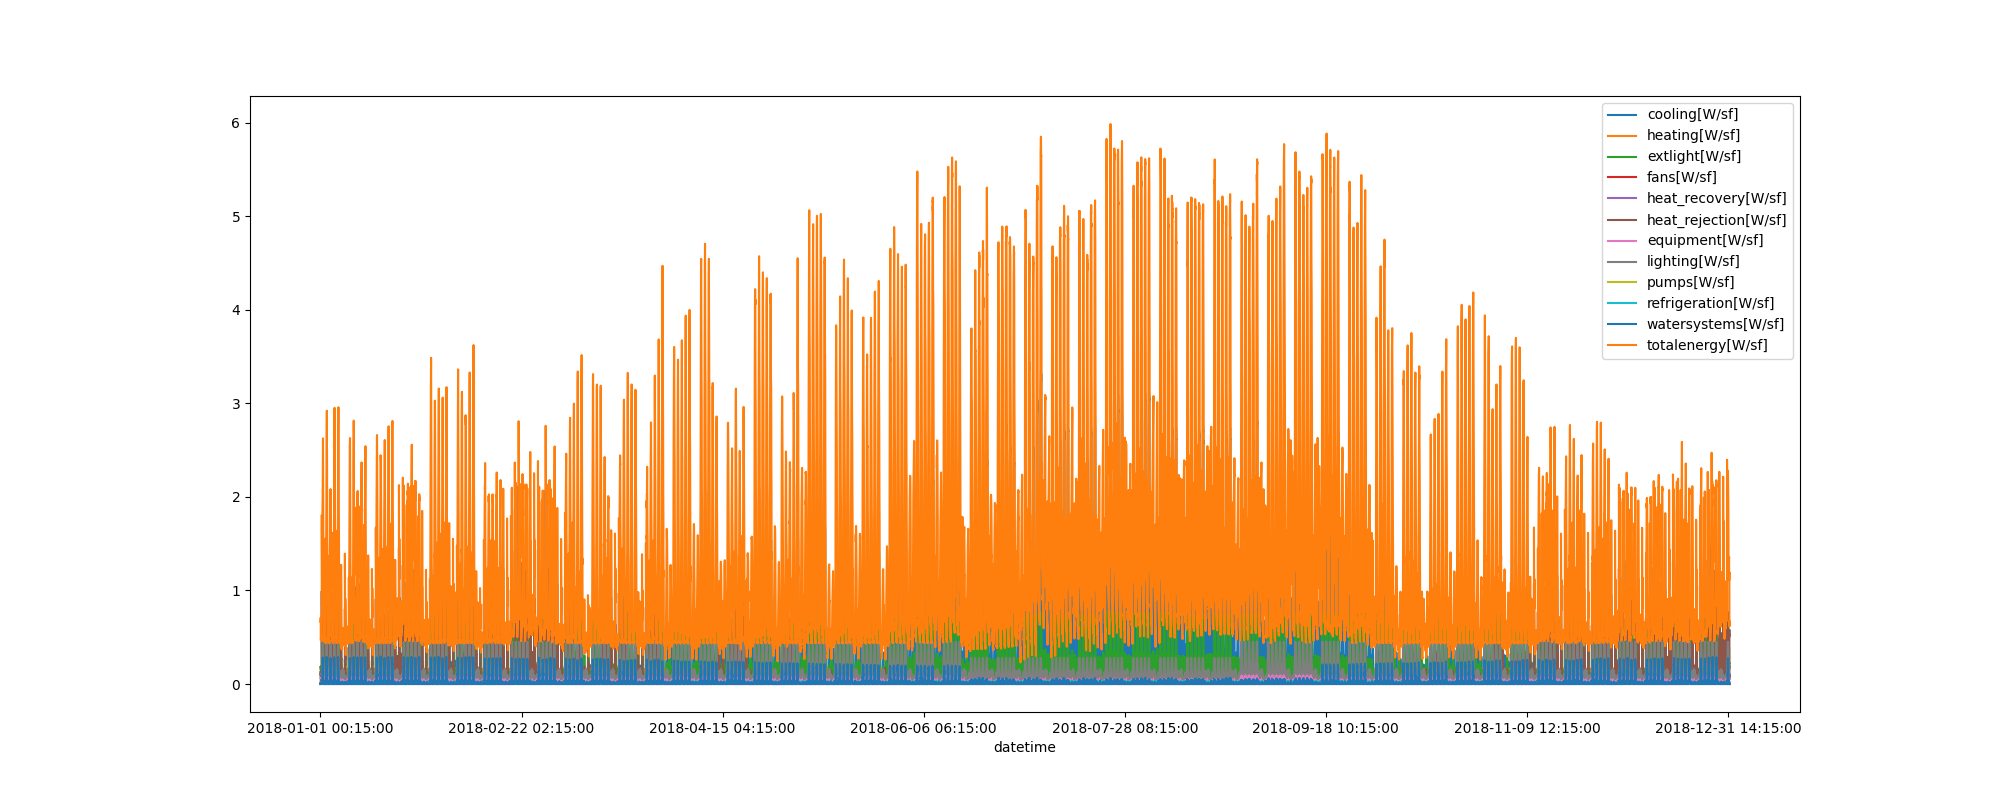 6
5
4
3
2
1
0
cooling[W/sf]
heating[W/sf]
extlight[W/sf]
fans[W/sf]
heat_recovery[W/sf]
heat_rejection[W/sf]
equipment[W/sf]
lighting[W/sf]
pumps[W/sf]
refrigeration[W/sf]
watersystems[W/sf]
totalenergy[W/sf]
2018-01-01 00:15:00 2018-02-22 02:15:00 2018-04-15 04:15:00 2018-06-06 06:15:00 2018-07-28 08:15:00 2018-09-18 10:15:00 2018-11-09 12:15:00 2018-12-31 14:15:00
datetime